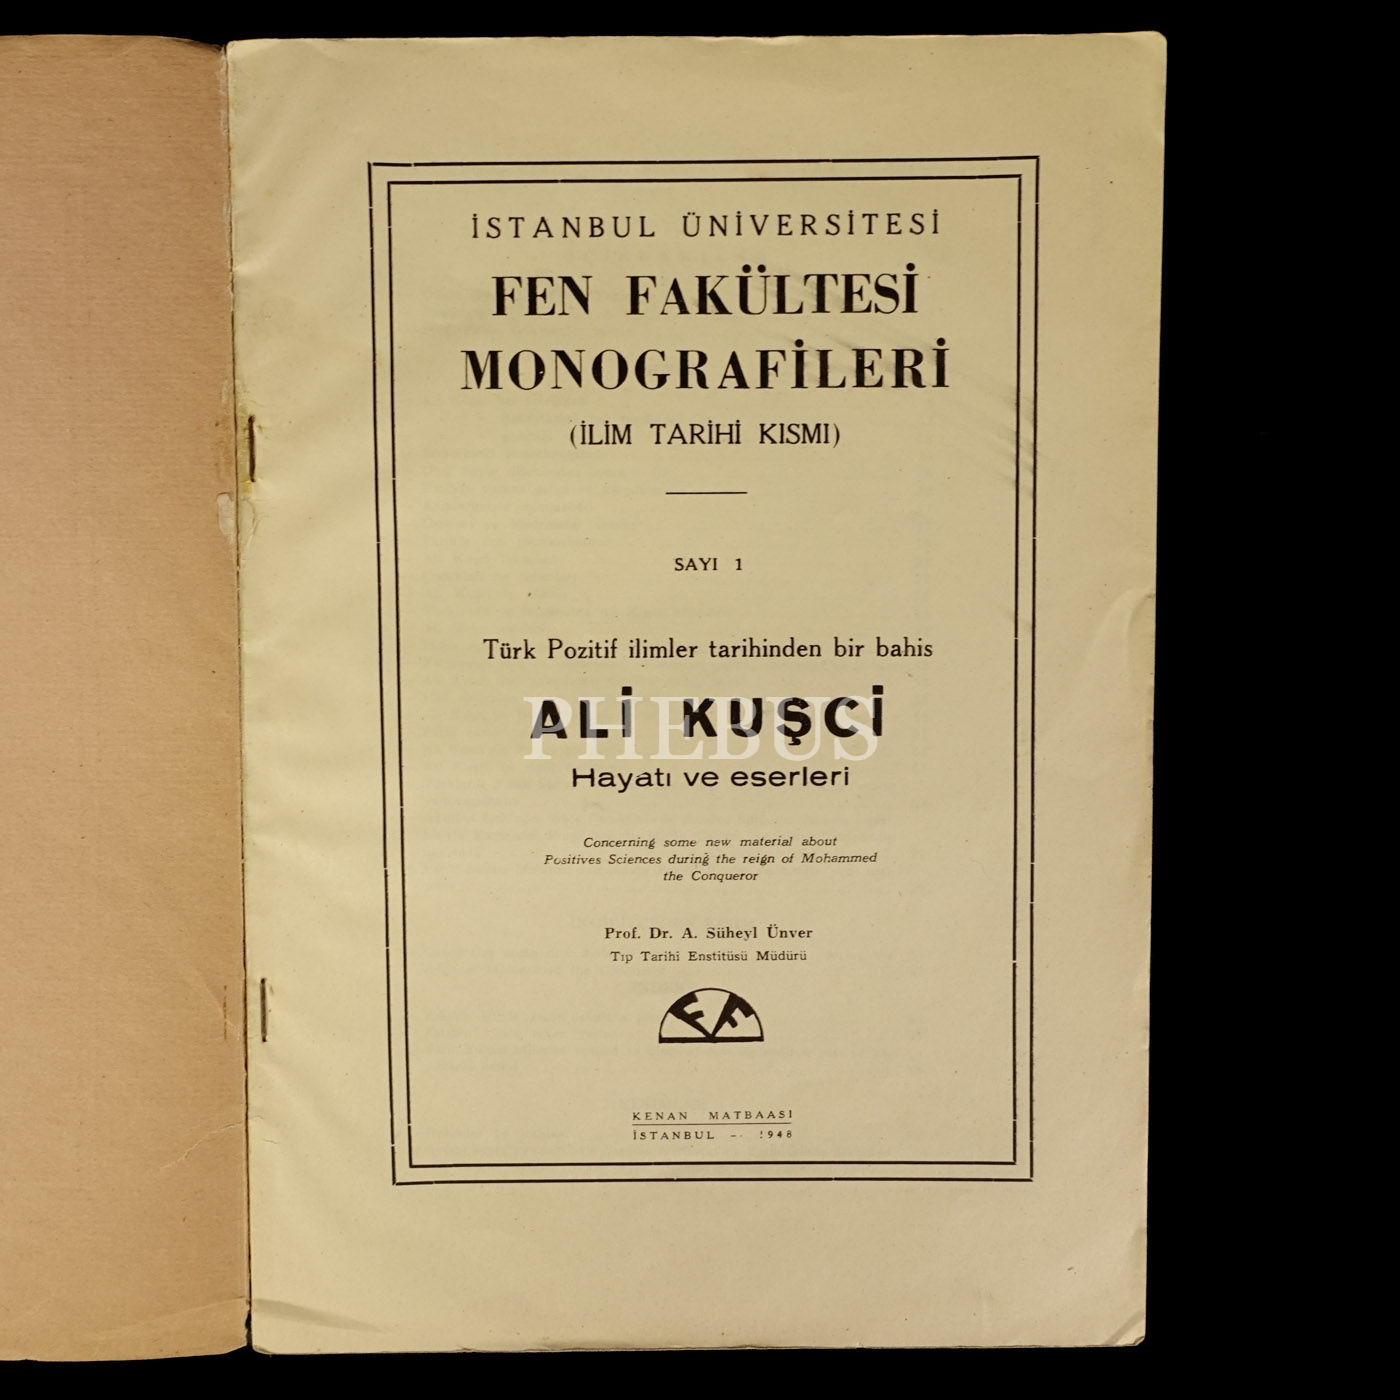 İSTANBUL ÜNİVERSİTESİ
FEN FAKÜLTESİ
MONOGRAFİLERİ
(İLİM TARİHİ KISMI)
SAYI 1
Türk Pozitif ilimler tarihinden bir bahis
ALİ KUŞCİ
PHEBUS
Hayatı ve eserleri
Concerning some new material about
Positives Sciences during the reign of Mohammed
the Conqueror
Prof. Dr. A. Süheyl Ünver
Tıp Tarihi Enstitüsü Müdürü
FF
KENAN MATBAASI
İSTANBUL -- 1948